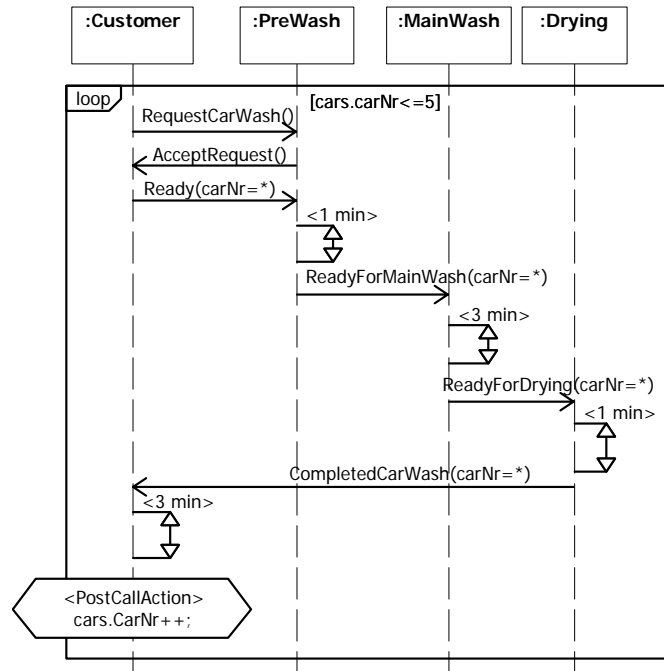 :Customer
:PreWash
:MainWash
:Drying
loop
[cars.carNr<=5]
RequestCarWash()
AcceptRequest()
Ready(carNr=*)
<1 min>
ReadyForMainWash(carNr=*)
<3 min>
ReadyForDrying(carNr=*)
<1 min>
CompletedCarWash(carNr=*)
<3 min>
<PostCallAction>
cars.CarNr++;